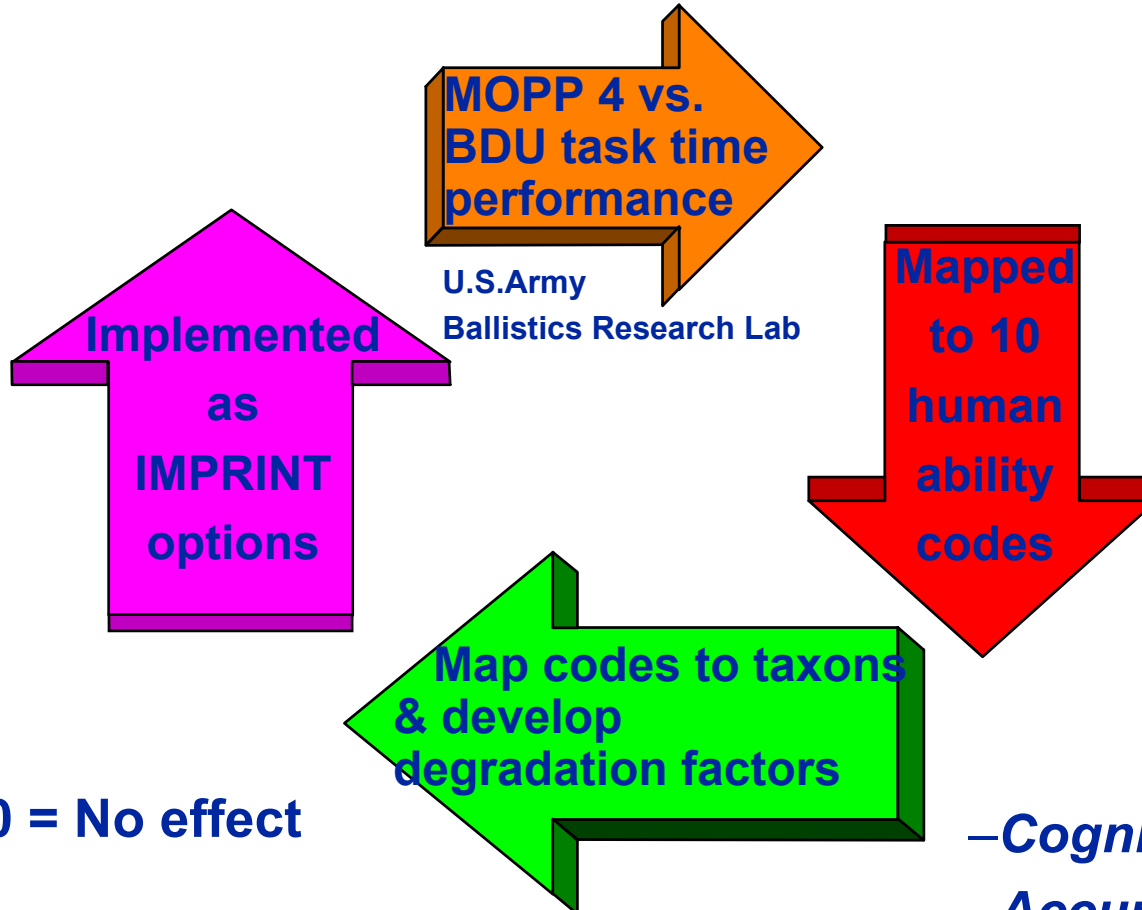 MOPP 4 vs.
BDU task time
performance
U.S.Army
Ballistics Research Lab
Mapped
to 10
human
ability
codes
Map codes to taxons
& develop
degradation factors
Implemented
as
IMPRINT
options
0 = No effect